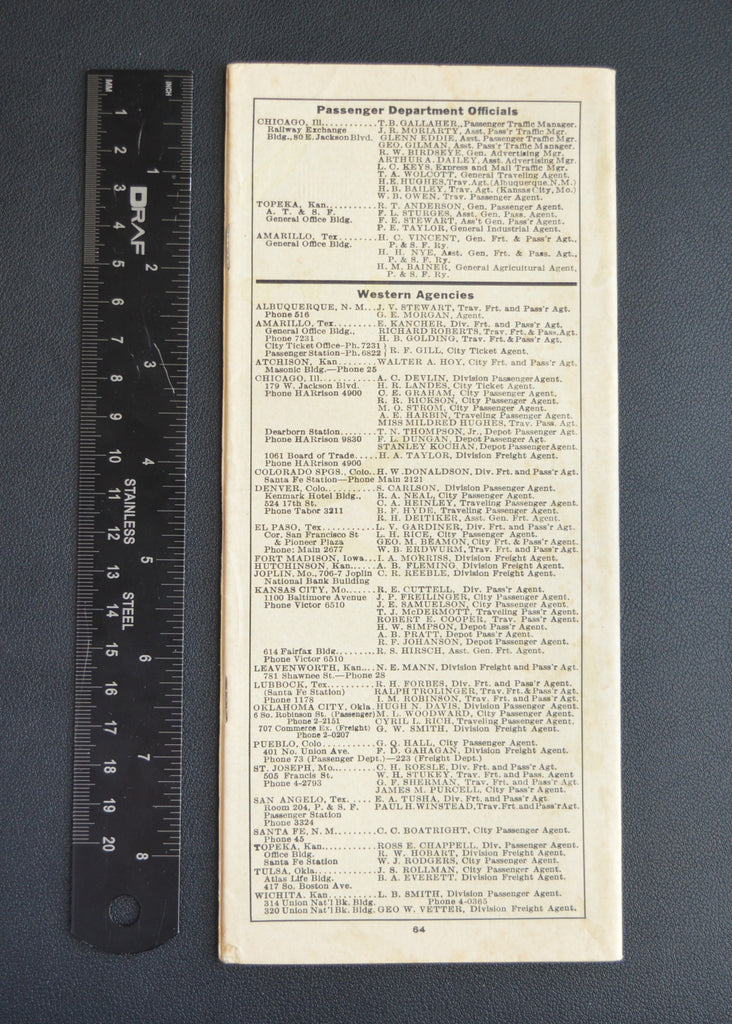 MM
INCH
1 2 3 4 5 6 7 8 9 10 11 12 13 14 15 16 17 18 19 20
DRAF
STAINLESS STEEL
1 2 3 4 5 6 7 8
Passenger Department Officials
CHICAGO, Ill...........T. B. GALLAHER, Passenger Traffic Manager.
Railway Exchange J. R. MORIARTY, Asst. Pass'r Traffic Mgr.
Bldg., 80 E. Jackson Blvd. GLENN EDDIE, Asst. Passenger Traffic Mgr.
GEO. GILMAN, Asst. Pass'r Traffic Manager.
R. W. BIRDSEYE, Gen. Advertising Mgr.
ARTHUR A. DAILEY, Asst. Advertising Mgr.
L. C. KEYS, Express and Mail Traffic Mgr.
T. A. WOLCOTT, General Traveling Agent.
H. E. HUGHES, Trav. Agt. (Albuquerque, N.M.)
H. B. BAILEY, Trav. Agt. (Kansas City, Mo.)
W. B. OWEN, Trav. Passenger Agent.
TOPEKA, Kan..........R. T. ANDERSON, Gen. Passenger Agent.
A. T. & S. F. F. L. STURGES, Asst. Gen. Pass. Agent.
General Office Bldg. F. E. STEWART, Ass't Gen. Pass'r Agent.
P. E. TAYLOR, General Industrial Agent.
AMARILLO, Tex.........H. C. VINCENT, Gen. Frt. & Pass'r Agt.,
General Office Bldg. P. & S. F. Ry.
H. H. NYE, Asst. Gen. Frt. & Pass. Agt.,
P. & S. F. Ry.
H. M. BAINER, General Agricultural Agent,
P. & S. F. Ry.
Western Agencies
ALBUQUERQUE, N. M...J. V. STEWART, Trav. Frt. and Pass'r Agt.
Phone 516 G. E. MORGAN, Agent.
AMARILLO, Tex.........E. KANCHER, Div. Frt. and Pass'r Agt.
General Office Bldg., RICHARD ROBERTS, Trav. Frt. & Pass. Agt.
Phone 7231 H. B. GOLDING, Trav. Frt. & Pass'r Agt.
City Ticket Office-Ph. 7231 } R. F. GILL, City Ticket Agent.
Passenger Station-Ph. 6822 }
ATCHISON, Kan.........WALTER A. HOY, City Frt. and Pass'r Agt.
Masonic Bldg.—Phone 25
CHICAGO, Ill...........A. C. DEVLIN, Division Passenger Agent.
179 W. Jackson Blvd. H. R. LANDES, City Ticket Agt.
Phone HARrison 4900 C. E. GRAHAM, City Passenger Agent.
R. R. RICKSON, City Passenger Agent.
M. O. STROM, City Passenger Agent.
A. E. HARBIN, Traveling Passenger Agent.
MISS MILDRED HUGHES, Trav. Pass. Agt.
Dearborn Station........T. N. THOMPSON, Jr., Depot Passenger Agt.
Phone HARrison 9830 F. L. DUNGAN, Depot Passenger Agt.
STANLEY KOCHAN, Depot Passenger Agt.
1061 Board of Trade.....H. A. TAYLOR, Division Freight Agent.
Phone HARrison 4900
COLORADO SPGS., Colo..H. W. DONALDSON, Div. Frt. and Pass'r Agt.
Santa Fe Station—Phone Main 2121
DENVER, Colo...........S. CARLSON, Division Passenger Agent.
Kenmark Hotel Bldg., R. A. NEAL, City Passenger Agent.
524 17th St. C. A. HEINLEY, Traveling Passenger Agent.
Phone Tabor 3211 B. F. HYDE, Traveling Passenger Agent.
R. H. DEITIKER, Asst. Gen. Frt. Agent.
EL PASO, Tex...........L. V. GARDINER, Div. Frt. and Pass'r Agt.
Cor. San Francisco St L. H. RICE, City Passenger Agt.
& Pioneer Plaza GEO. M. BEAMON, City Frt. & Pass'r Agt.
Phone: Main 2677 W. B. ERDWURM, Trav. Frt. and Pass'r Agt.
FORT MADISON, Iowa...I. A. MORRISS, Division Freight Agent.
HUTCHINSON, Kan......A. B. FLEMING, Division Freight Agent.
JOPLIN, Mo., 706-7 Joplin C. R. REEBLE, Division Freight Agent.
National Bank Building
KANSAS CITY, Mo.......R. E. CUTTELL, Div. Pass'r Agent.
1100 Baltimore Avenue J. P. FREILINGER, City Passenger Agent.
Phone Victor 6510 J. E. SAMUELSON, City Passenger Agent.
T. J. McDERMOTT, Traveling Passenger Agent.
ROBERT E. COOPER, Trav. Pass'r Agent.
H. W. SIMPSON, Depot Pass'r Agent.
A. B. PRATT, Depot Pass'r Agent.
R. F. JOHANSON, Depot Passenger Agent.
614 Fairfax Bldg.........R. S. HIRSCH, Asst. Gen. Frt. Agent.
Phone Victor 6510
LEAVENWORTH, Kan....N. E. MANN, Division Freight and Pass'r Agt.
781 Shawnee St.—Phone 28
LUBBOCK, Tex..........R. H. FORBES, Div. Frt. and Pass'r Agt.
(Santa Fe Station) RALPH TROLINGER, Trav. Frt. & Pass'r Agt.
Phone 1178 I. M. ROBINSON, Trav. Frt. and Pass'r Agt.
OKLAHOMA CITY, Okla. HUGH N. DAVIS, Division Passenger Agent.
6 So. Robinson St. (Passenger) M. L. WOODWARD, City Passenger Agent.
Phone 2-2151 CYRIL L. RICH, Traveling Passenger Agent.
707 Commerce Ex. (Freight) G. W. SMITH, Division Frt. Agent.
Phone 2-0207
PUEBLO, Colo...........G. Q. HALL, City Passenger Agent.
401 No. Union Ave. F. D. GAHAGAN, Division Freight Agent.
Phone 73 (Passenger Dept.)—223 (Freight Dept.)
ST. JOSEPH, Mo.........C. H. ROESLE, Div. Frt. and Pass'r Agt.
505 Francis St. W. H. STUKEY, Trav. Frt. and Pass. Agent
Phone 4-2793 G. F. SHERMAN, Trav. Frt. and Pass'r Agt.
JAMES M. PURCELL, City Pass'r Agent.
SAN ANGELO, Tex. .....E. A. TUSHA, Div. Frt. and Pass'r Agt.
Room 204, P. & S. F. PAUL H. WINSTEAD, Trav. Frt. and Pass'r Agt.
Passenger Station
Phone 3324
SANTA FE, N. M.........C. C. BOATRIGHT, City Passenger Agent.
Phone 45
TOPEKA, Kan...........ROSS E. CHAPPELL, Div. Passenger Agent.
Office Bldg. R. W. HOBART, Division Freight Agent.
Santa Fe Station W. J. RODGERS, City Passenger Agent.
TULSA, Okla............J. S. ROLLMAN, City Passenger Agent.
Atlas Life Bldg. B. A. EVERETT, Division Freight Agent.
417 So. Boston Ave.
WICHITA, Kan..........L. B. SMITH, Division Passenger Agent.
314 Union Nat'l Bk. Bldg. Phone 4-0365
320 Union Nat'l Bk. Bldg. GEO W. VETTER, Division Freight Agent.
64